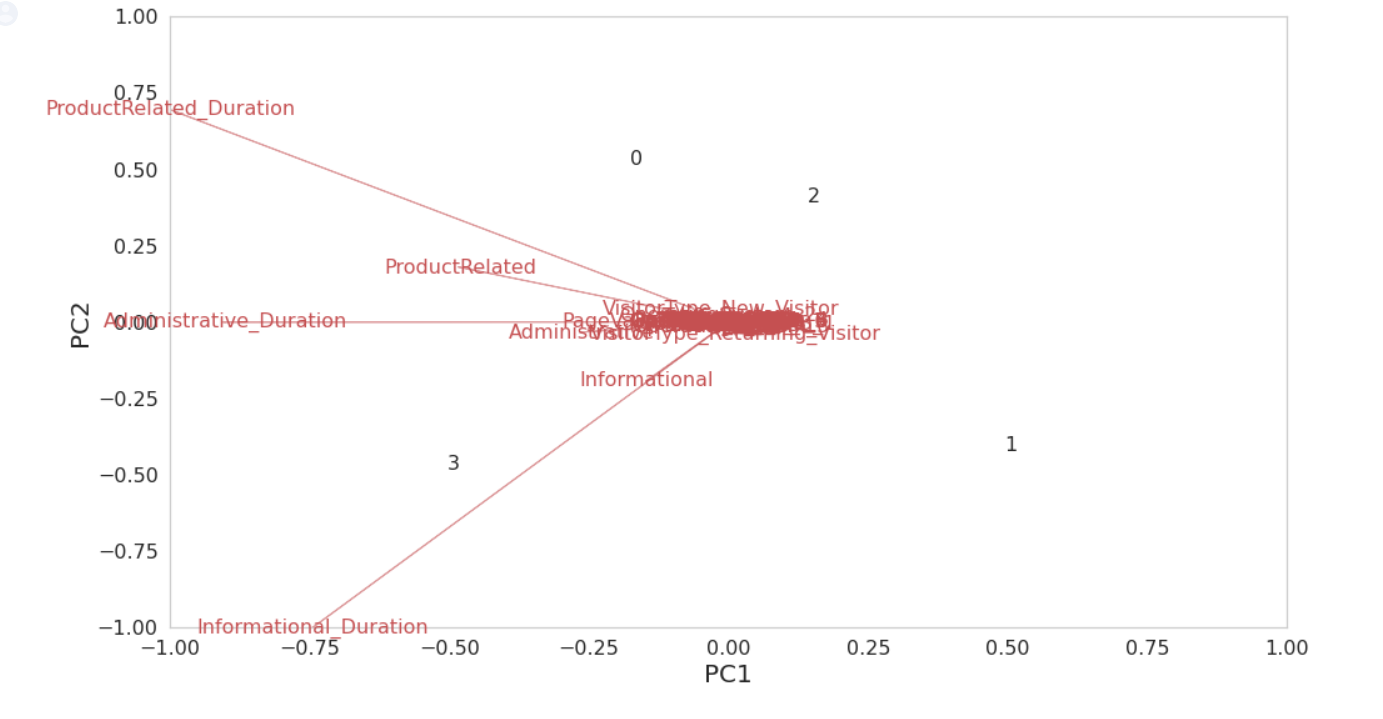 1.00
0.75
ProductRelated_Duration
0
0.50
2
0.25
ProductRelated
VisitorType_New_Visitor
Administrative_Duration
0.00
PC2
Administrative
VisitorType_Returning_Visitor
Informational
−0.25
1
3
−0.50
−0.75
Informational_Duration
−1.00
−1.00 −0.75 −0.50 −0.25 0.00 0.25 0.50 0.75 1.00
PC1